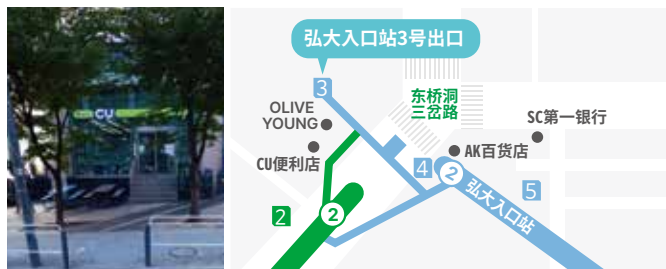 CU
弘大入口站3号出口
3
东桥洞
三岔路
OLIVE
YOUNG
SC第一银行
CU便利店
AK百货店
4
2
5
弘大入口站
2
2